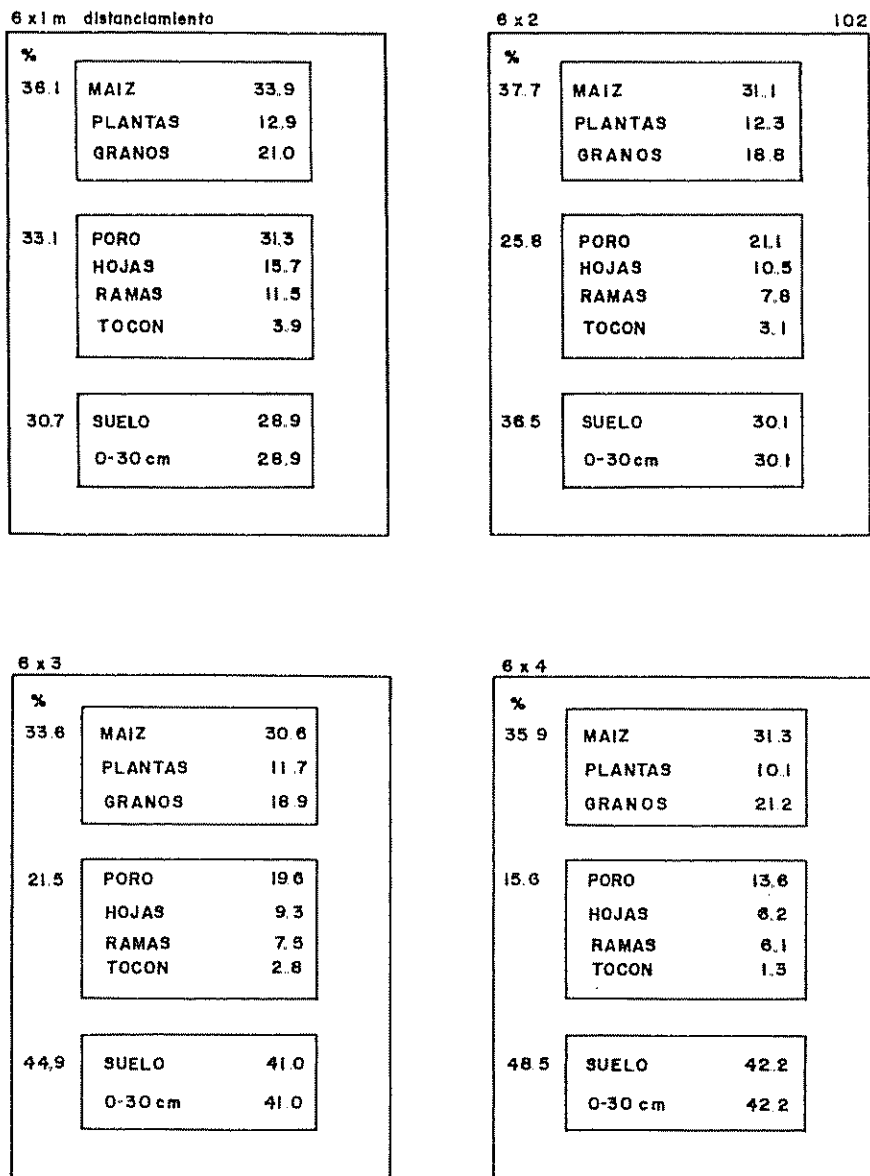 6 x 1 m distanciamiento
%
36.1 MAIZ 33.9
PLANTAS 12.9
GRANOS 21.0
33.1 PORO 31.3
HOJAS 15.7
RAMAS 11.5
TOCON 3.9
30.7 SUELO 28.9
0-30 cm 28.9
6 x 2 102
%
37.7 MAIZ 31.1
PLANTAS 12.3
GRANOS 18.8
25.8 PORO 21.1
HOJAS 10.5
RAMAS 7.8
TOCON 3.1
36.5 SUELO 30.1
0-30 cm 30.1
6 x 3
%
33.6 MAIZ 30.6
PLANTAS 11.7
GRANOS 18.9
21.5 PORO 19.6
HOJAS 9.3
RAMAS 7.5
TOCON 2.8
44,9 SUELO 41.0
0-30 cm 41.0
6 x 4
%
35.9 MAIZ 31.3
PLANTAS 10.1
GRANOS 21.2
15.6 PORO 13.6
HOJAS 6.2
RAMAS 6.1
TOCON 1.3
48.5 SUELO 42.2
0-30 cm 42.2